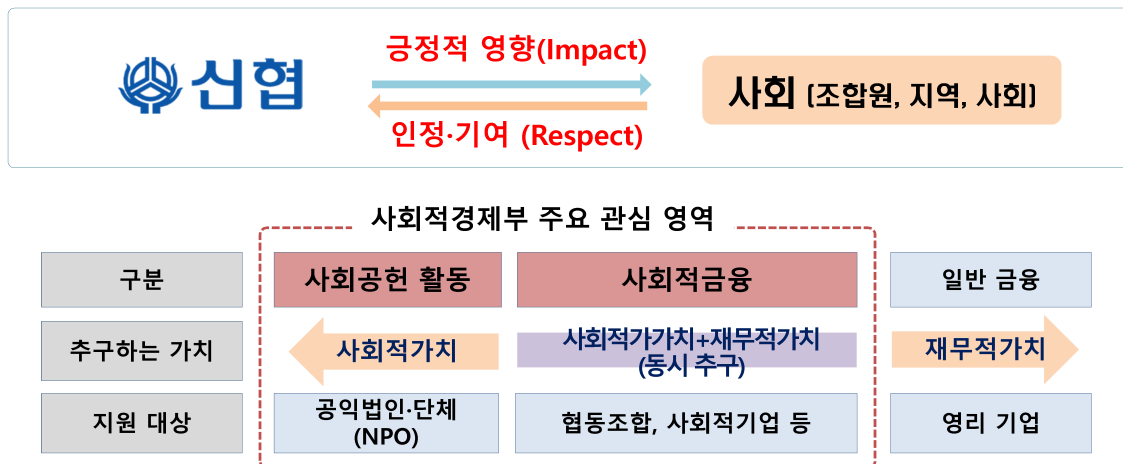 긍정적 영향(Impact)
신협
사회 (조합원, 지역, 사회)
인정·기여 (Respect)
사회적경제부 주요 관심 영역
구분
사회공헌 활동
사회적금융
일반 금융
추구하는 가치
사회적가치
사회적가가치+재무적가치
(동시 추구)
재무적가치
지원 대상
공익법인·단체
(NPO)
협동조합, 사회적기업 등
영리 기업